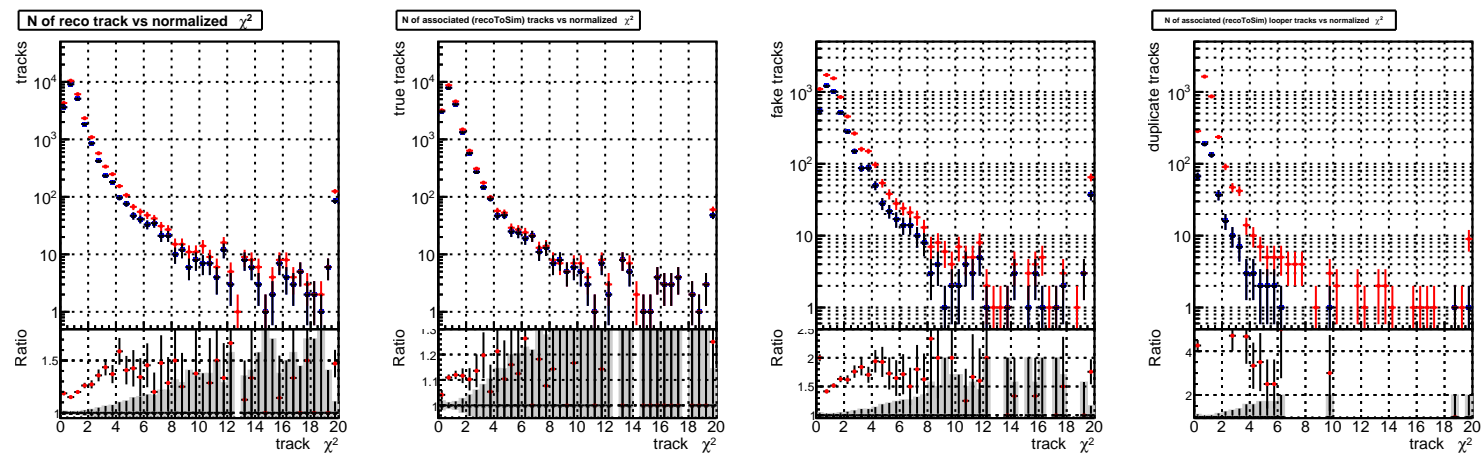 N of reco track vs normalized χ²
tracks
10⁴
10³
10²
10
1
Ratio
1.5
1
0 2 4 6 8 10 12 14 16 18 20
track χ²
N of associated (recoToSim) tracks vs normalized χ²
true tracks
10⁴
10³
10²
10
1
Ratio
1.3
1.2
1.1
1
0 2 4 6 8 10 12 14 16 18 20
track χ²
fake tracks
10³
10²
10
1
Ratio
2.5
2
1.5
1
0 2 4 6 8 10 12 14 16 18 20
track χ²
N of associated (recoToSim) looper tracks vs normalized χ²
duplicate tracks
10³
10²
10
1
Ratio
4
2
0 2 4 6 8 10 12 14 16 18 20
track χ²